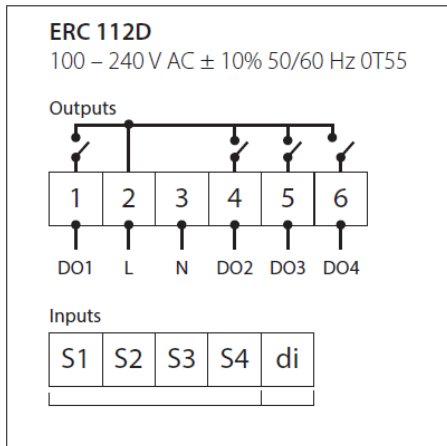 ERC 112D
100 – 240 V AC ± 10% 50/60 Hz 0T55
Outputs
1 2 3 4 5 6
DO1 L N DO2 DO3 DO4
Inputs
S1 S2 S3 S4 di